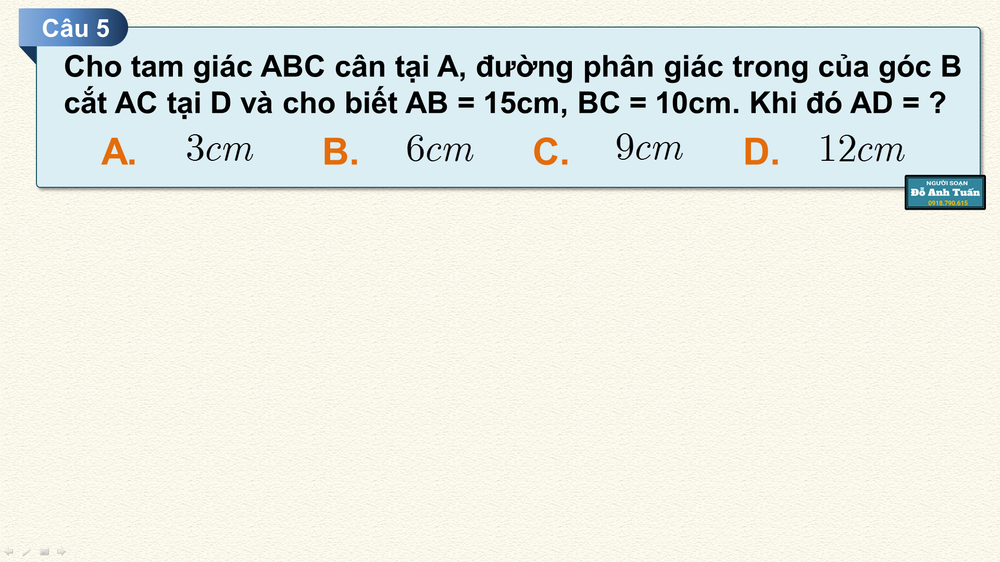 Câu 5
Cho tam giác ABC cân tại A, đường phân giác trong của góc B
cắt AC tại D và cho biết AB = 15cm, BC = 10cm. Khi đó AD = ?
A. 3cm B. 6cm C. 9cm D. 12cm
NGƯỜI SOẠN
Đỗ Anh Tuấn
0918.790.615